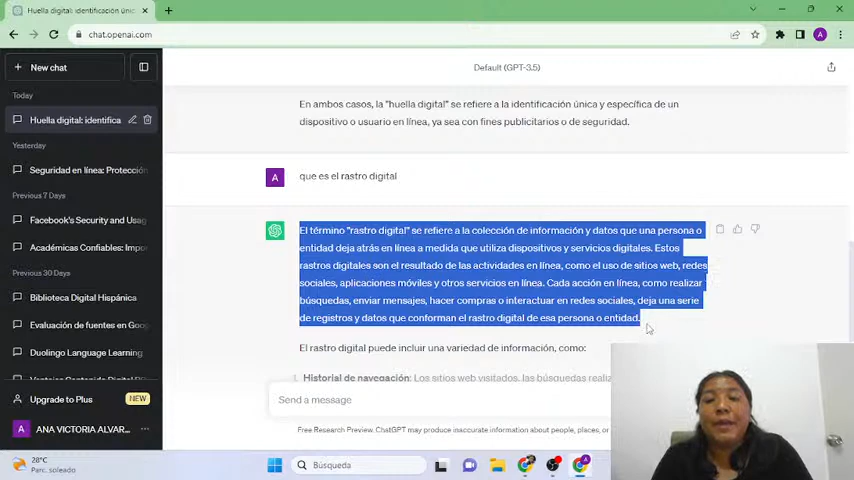 Huella digital: identificación únic
chat.openai.com
New chat
Default (GPT-3.5)
Today
Huella digital: identifica
Yesterday
Seguridad en línea: Protección
Previous 7 Days
Facebook's Security and Usag
Académicas Confiables: Impor
Previous 30 Days
Biblioteca Digital Hispánica
Evaluación de fuentes en Goog
Duolingo Language Learning
Upgrade to Plus
NEW
A
ANA VICTORIA ALVAR...
En ambos casos, la "huella digital" se refiere a la identificación única y específica de un
dispositivo o usuario en línea, ya sea con fines publicitarios o de seguridad.
A
que es el rastro digital
El término "rastro digital" se refiere a la colección de información y datos que una persona o
entidad deja atrás en línea a medida que utiliza dispositivos y servicios digitales. Estos
rastros digitales son el resultado de las actividades en línea, como el uso de sitios web, redes
sociales, aplicaciones móviles y otros servicios en línea. Cada acción en línea, como realizar
búsquedas, enviar mensajes, hacer compras o interactuar en redes sociales, deja una serie
de registros y datos que conforman el rastro digital de esa persona o entidad.
El rastro digital puede incluir una variedad de información, como:
Historial de navegación: Los sitios web visitados, las búsquedas realiz
Send a message
Free Research Preview. ChatGPT may produce inaccurate information about people, places, or
28°C
Parc. soleado
Búsqueda